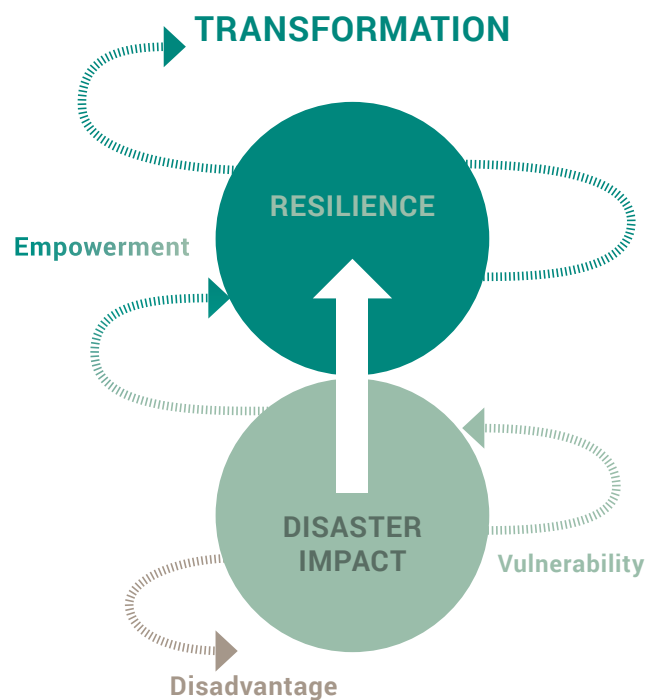 TRANSFORMATION
RESILIENCE
Empowerment
DISASTER
IMPACT
Vulnerability
Disadvantage